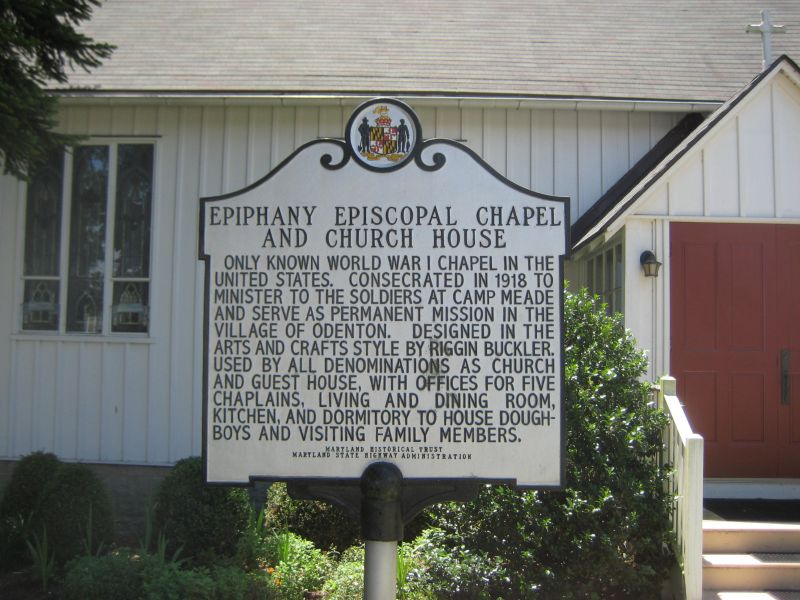 EPIPHANY EPISCOPAL CHAPEL
AND CHURCH HOUSE
ONLY KNOWN WORLD WAR I CHAPEL IN THE
UNITED STATES. CONSECRATED IN 1918 TO
MINISTER TO THE SOLDIERS AT CAMP MEADE
AND SERVE AS PERMANENT MISSION IN THE
VILLAGE OF ODENTON. DESIGNED IN THE
ARTS AND CRAFTS STYLE BY RIGGIN BUCKLER.
USED BY ALL DENOMINATIONS AS CHURCH
AND GUEST HOUSE, WITH OFFICES FOR FIVE
CHAPLAINS, LIVING AND DINING ROOM,
KITCHEN, AND DORMITORY TO HOUSE DOUGH-
BOYS AND VISITING FAMILY MEMBERS.
MARYLAND HISTORICAL TRUST
MARYLAND STATE HIGHWAY ADMINISTRATION